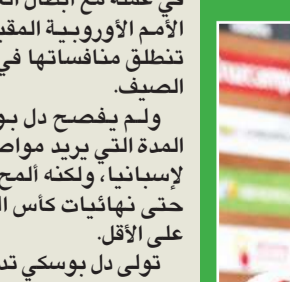 في عمله مع أبطال ال
الأمم الأوروبية المقب
تنطلق منافساتها في
الصيف.
ولم يفصح دل بو
المدة التي يريد مواص
لإسبانيا، ولكنه ألمح
حتى نهائيات كأس ال
على الأقل.
تولى دل بوسكي تد